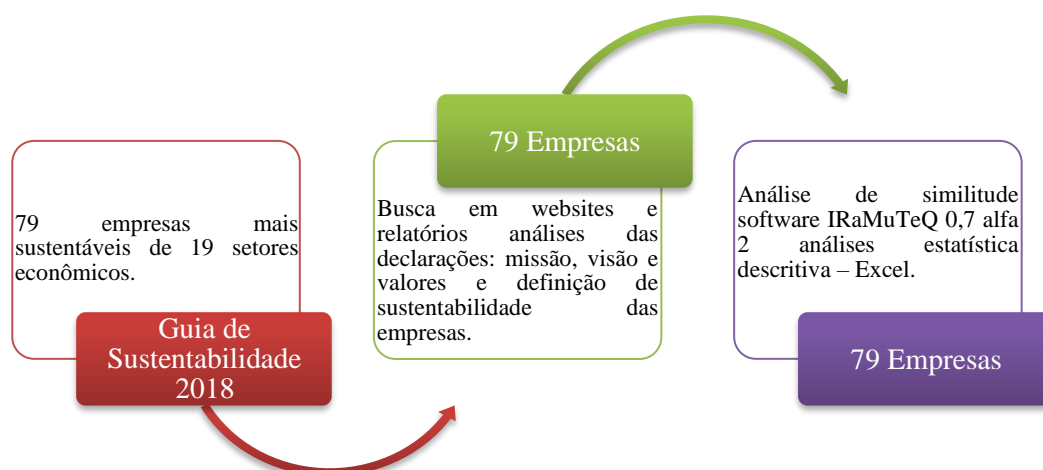 79 empresas mais
sustentáveis de 19 setores
econômicos.
Guia de
Sustentabilidade
2018
79 Empresas
Busca em websites e
relatórios análises das
declarações: missão, visão e
valores e definição de
sustentabilidade das
empresas.
Análise de similitude
software IRaMuTeQ 0,7 alfa
2 análises estatística
descritiva – Excel.
79 Empresas